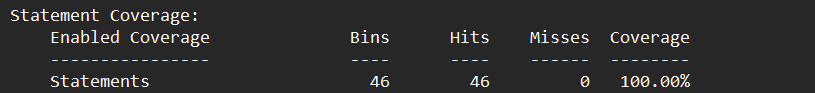 Statement Coverage:
    Enabled Coverage              Bins      Hits    Misses  Coverage
    ----------------              ----      ----    ------  --------
    Statements                      46        46         0   100.00%